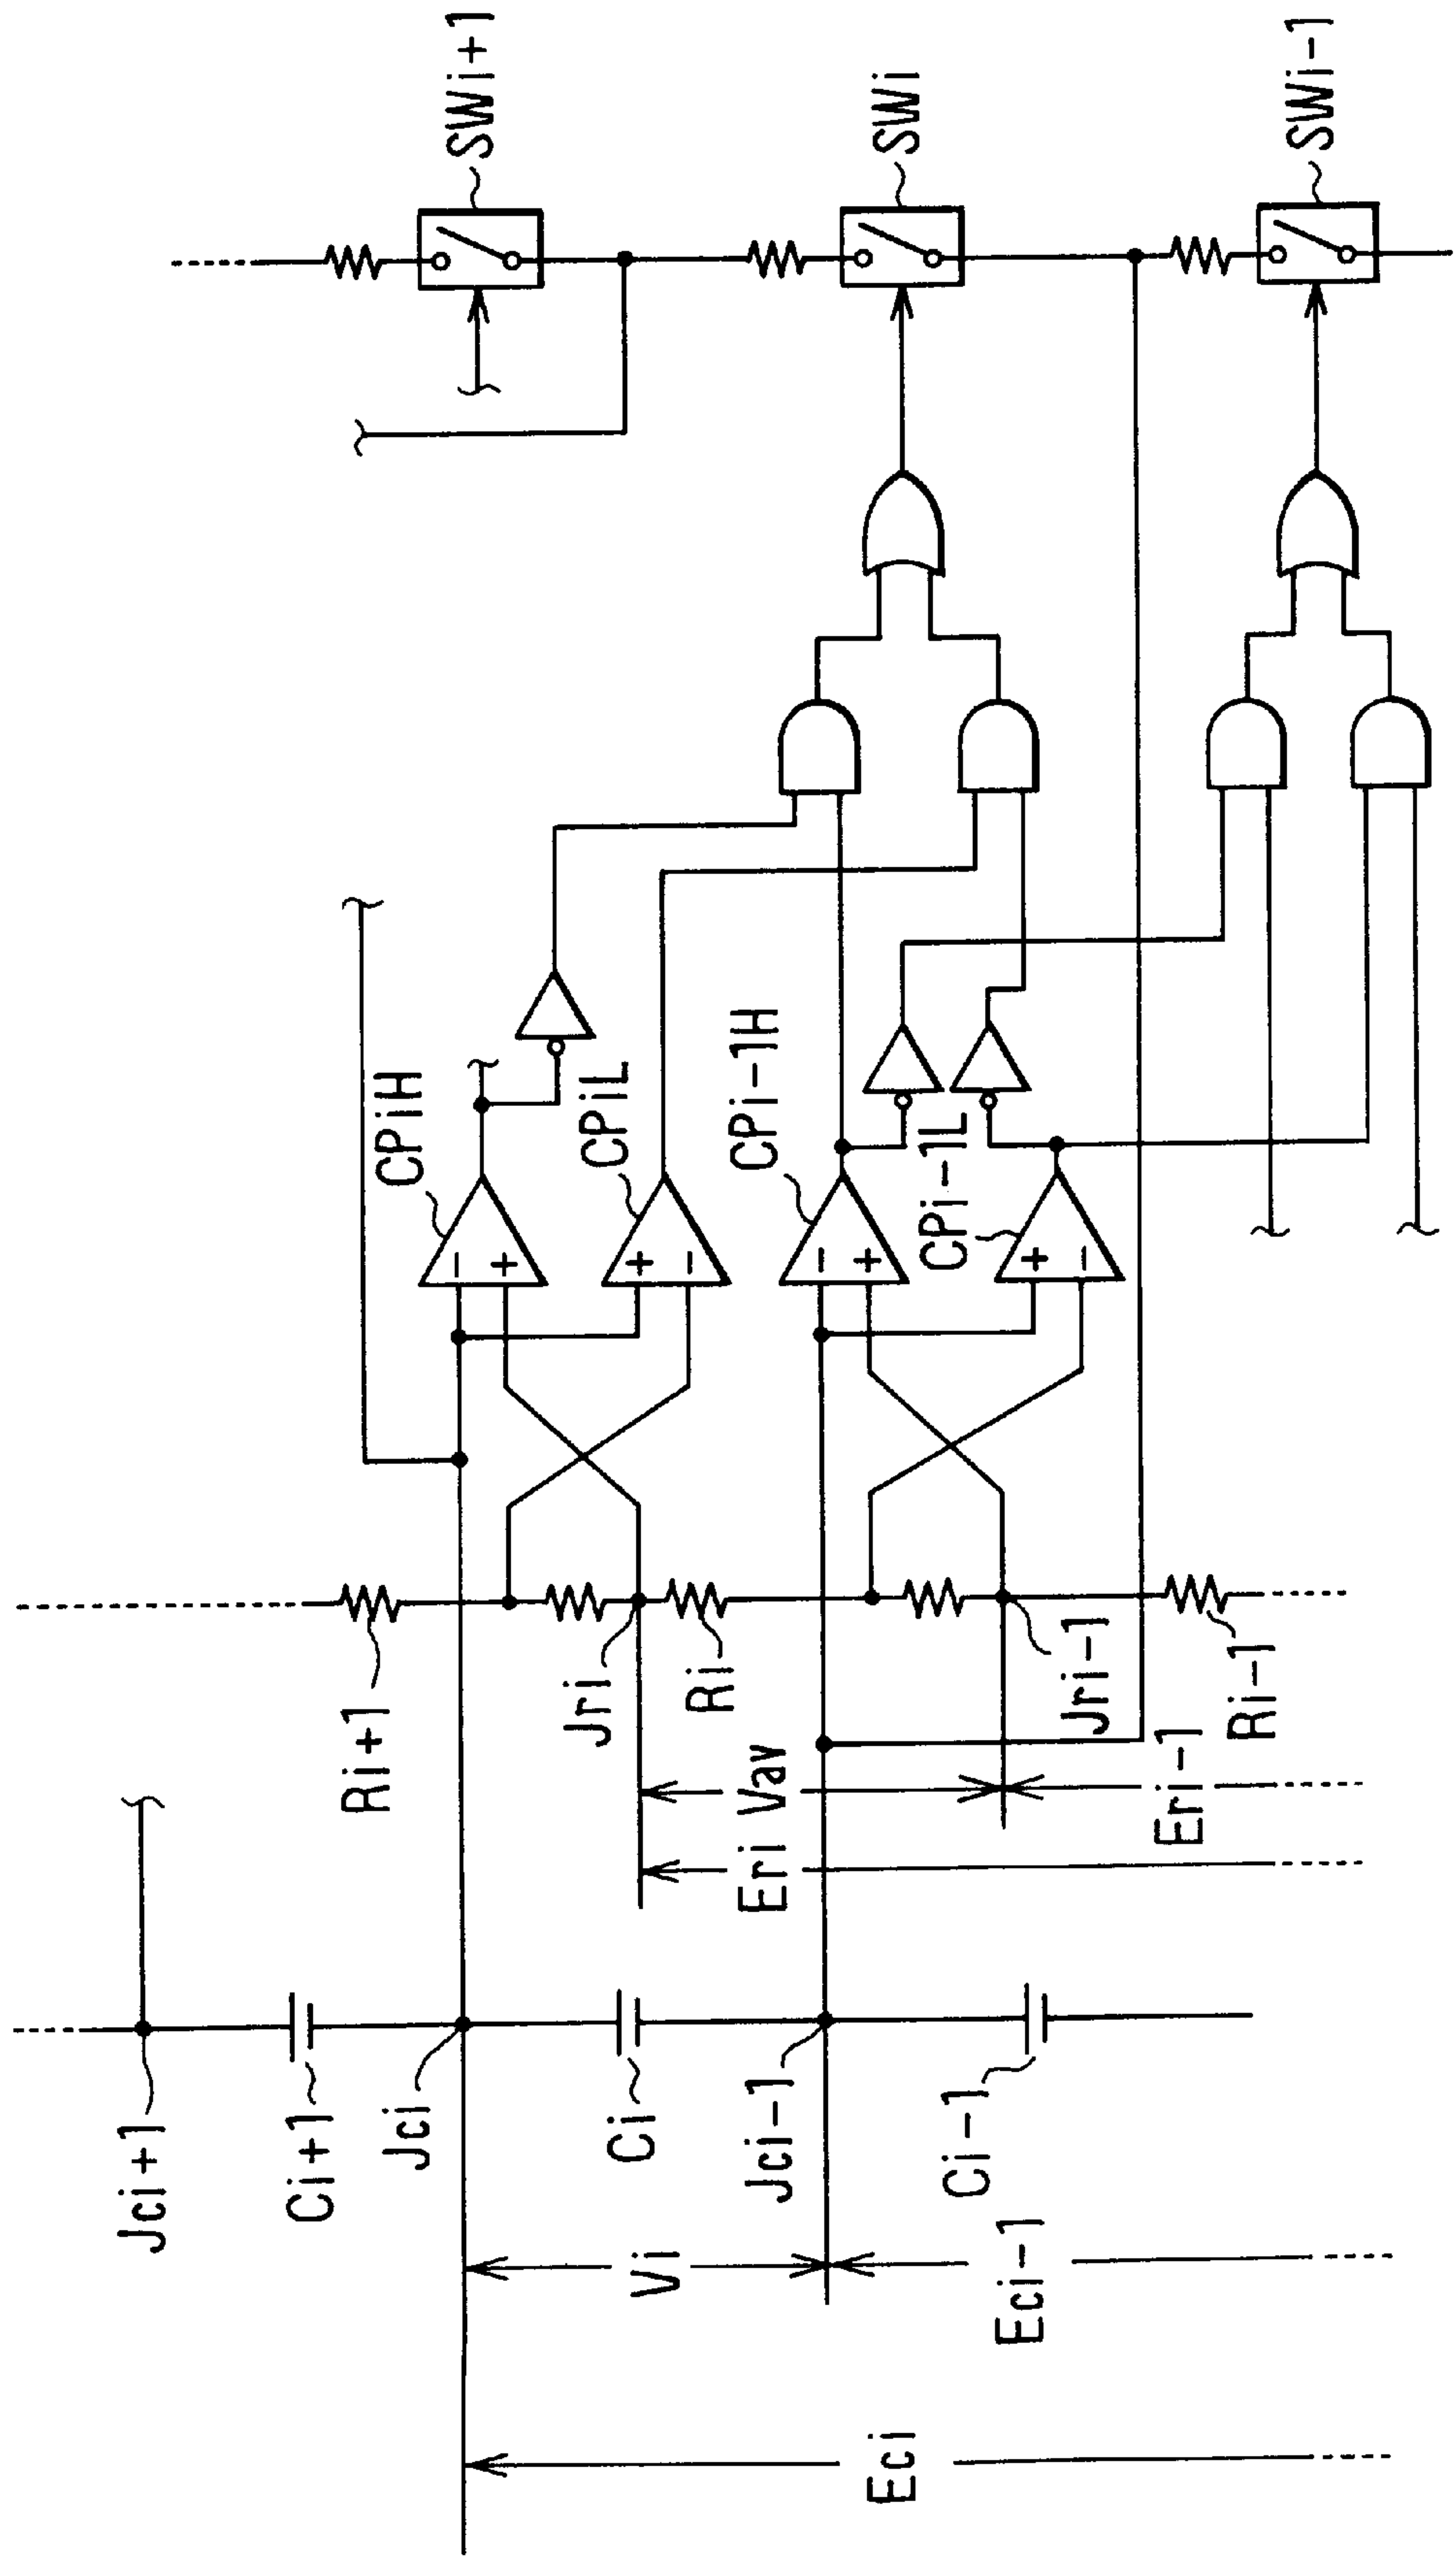 SWi+1
SWi
SWi-1
CPiH
CPiL
CPi-1H
CPi-1L
+
−
+
−
+
−
+
−
Ri+1
Jri
Ri
Jri-1
Ri-1
Vav
Eri
Eri-1
Jci+1
Ci+1
Jci
Ci
Jci-1
Ci-1
Vi
Eci-1
Eci